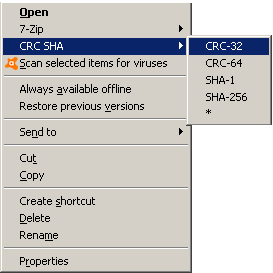 Open
7-Zip
CRC SHA
Scan selected items for viruses
Always available offline
Restore previous versions
Send to
Cut
Copy
Create shortcut
Delete
Rename
Properties
CRC-32
CRC-64
SHA-1
SHA-256
*